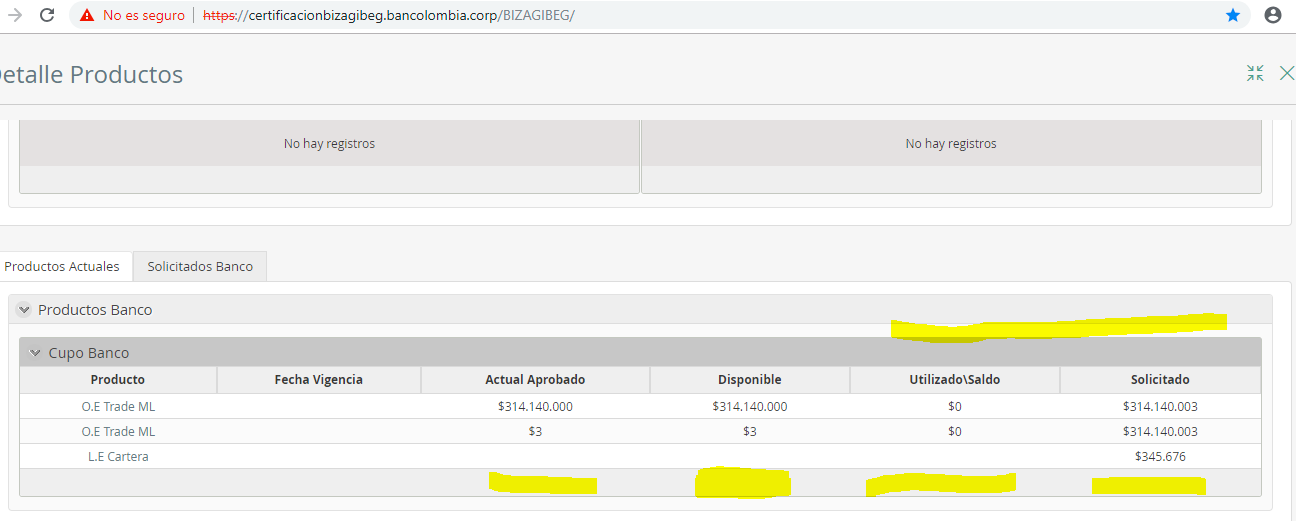 No es seguro https://certificacionbizagibeg.bancolombia.corp/BIZAGIBEG/
etalle Productos
No hay registros No hay registros
Productos Actuales Solicitados Banco
Productos Banco
Cupo Banco
Producto Fecha Vigencia Actual Aprobado Disponible Utilizado\Saldo Solicitado
O.E Trade ML $314.140.000 $314.140.000 $0 $314.140.003
O.E Trade ML $3 $3 $0 $314.140.003
L.E Cartera $345.676